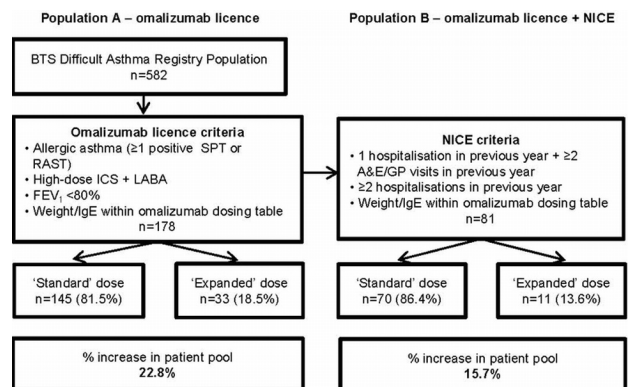 Population A – omalizumab licence
BTS Difficult Asthma Registry Population
n=582
Omalizumab licence criteria
• Allergic asthma (≥1 positive SPT or
RAST)
• High-dose ICS + LABA
• FEV₁ <80%
• Weight/IgE within omalizumab dosing table
n=178
'Standard' dose
n=145 (81.5%)
'Expanded' dose
n=33 (18.5%)
% increase in patient pool
22.8%
Population B – omalizumab licence + NICE
NICE criteria
• 1 hospitalisation in previous year + ≥2
A&E/GP visits in previous year
• ≥2 hospitalisations in previous year
• Weight/IgE within omalizumab dosing table
n=81
'Standard' dose
n=70 (86.4%)
'Expanded' dose
n=11 (13.6%)
% increase in patient pool
15.7%